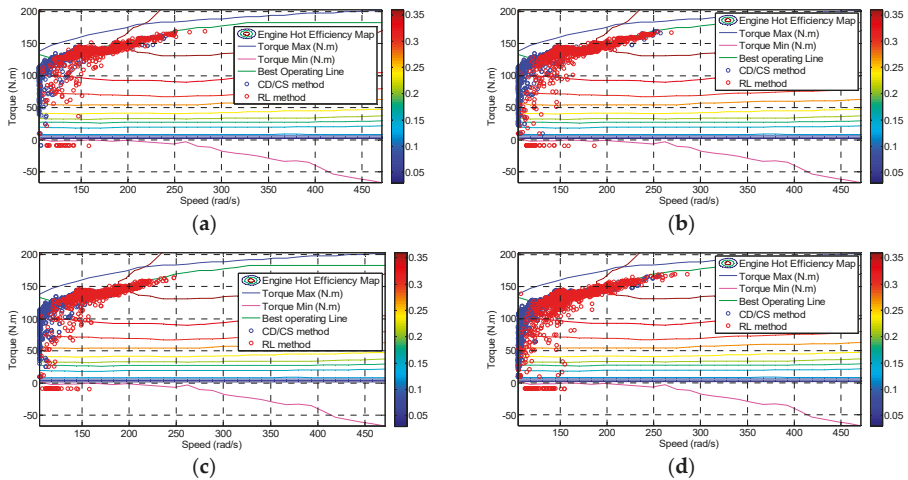 200
150
100
50
0
-50
Torque (N.m)
150 200 250 300 350 400 450
Speed (rad/s)
Engine Hot Efficiency Map
Torque Max (N.m)
Torque Min (N.m)
Best Operating Line
CD/CS method
RL method
0.35
0.3
0.25
0.2
0.15
0.1
0.05
(a)
200
150
100
50
0
-50
Torque (N.m)
150 200 250 300 350 400 450
Speed (rad/s)
Engine Hot Efficiency Map
Torque Max (N.m)
Torque Min (N.m)
Best Operating Line
CD/CS method
RL method
0.35
0.3
0.25
0.2
0.15
0.1
0.05
(b)
200
150
100
50
0
-50
Torque (N.m)
150 200 250 300 350 400 450
Speed (rad/s)
Engine Hot Efficiency Map
Torque Max (N.m)
Torque Min (N.m)
Best operating Line
CD/CS method
RL method
0.35
0.3
0.25
0.2
0.15
0.1
0.05
(c)
200
150
100
50
0
-50
Torque (N.m)
150 200 250 300 350 400 450
Speed (rad/s)
Engine Hot Efficiency Map
Torque Max (N.m)
Torque Min (N.m)
Best Operating Line
CD/CS method
RL method
0.35
0.3
0.25
0.2
0.15
0.1
0.05
(d)